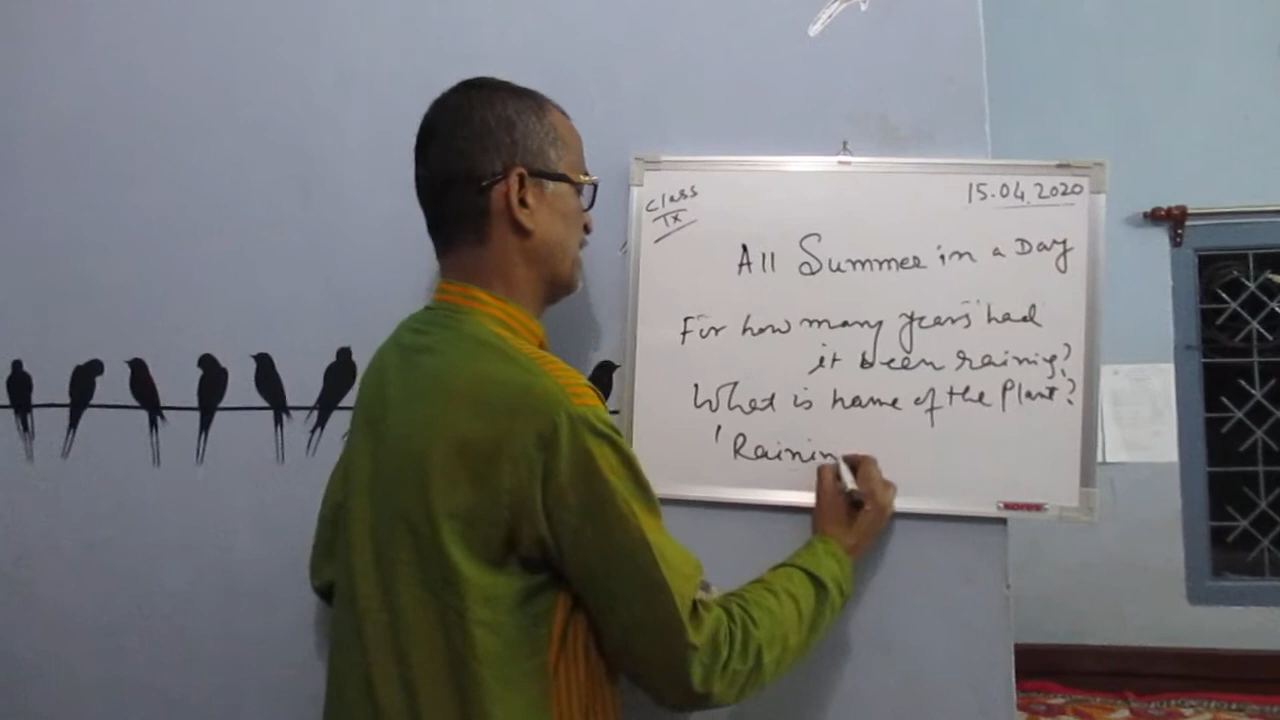 Class
IX
15.04.2020
All Summer in a Day
For how many years had
it been raining?
What is name of the Plant?
'Rainin
KORES